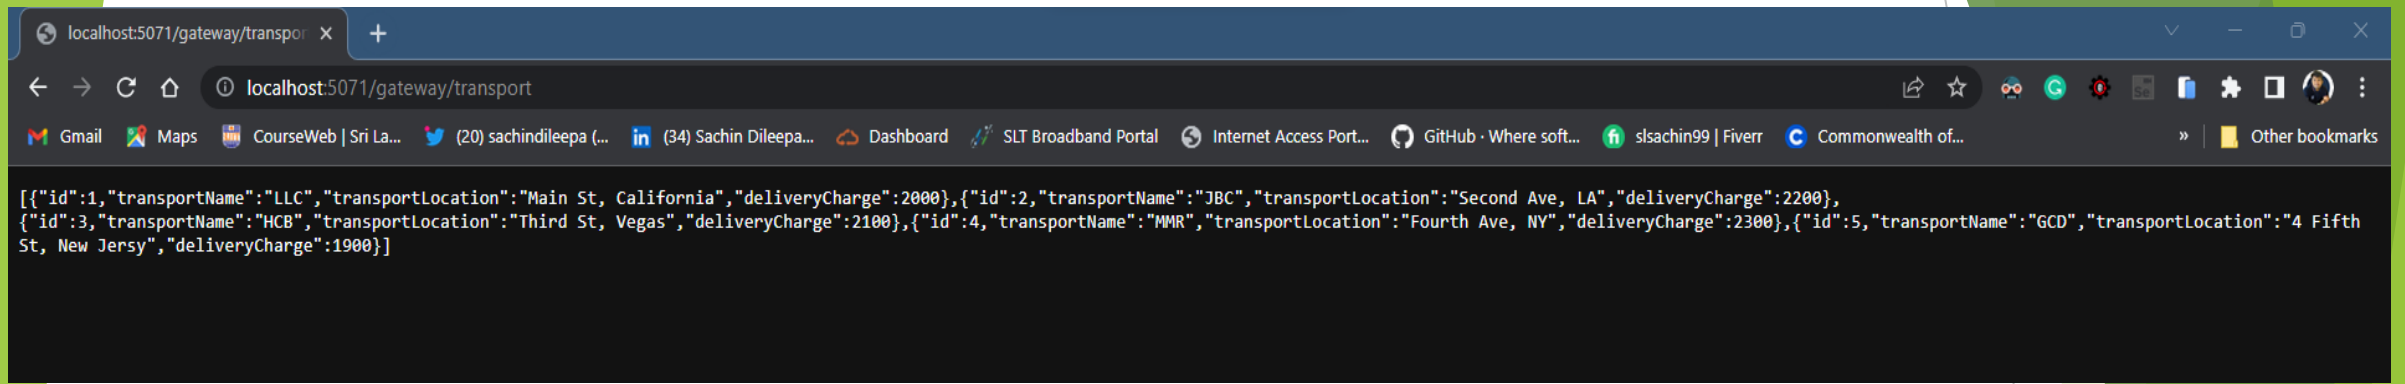 localhost:5071/gateway/transpor
localhost:5071/gateway/transport
Gmail Maps CourseWeb | Sri La... (20) sachindileepa (... (34) Sachin Dileepa... Dashboard SLT Broadband Portal Internet Access Port... GitHub · Where soft... slsachin99 | Fiverr Commonwealth of... » Other bookmarks
[{"id":1,"transportName":"LLC","transportLocation":"Main St, California","deliveryCharge":2000},{"id":2,"transportName":"JBC","transportLocation":"Second Ave, LA","deliveryCharge":2200},
{"id":3,"transportName":"HCB","transportLocation":"Third St, Vegas","deliveryCharge":2100},{"id":4,"transportName":"MMR","transportLocation":"Fourth Ave, NY","deliveryCharge":2300},{"id":5,"transportName":"GCD","transportLocation":"4 Fifth
St, New Jersy","deliveryCharge":1900}]